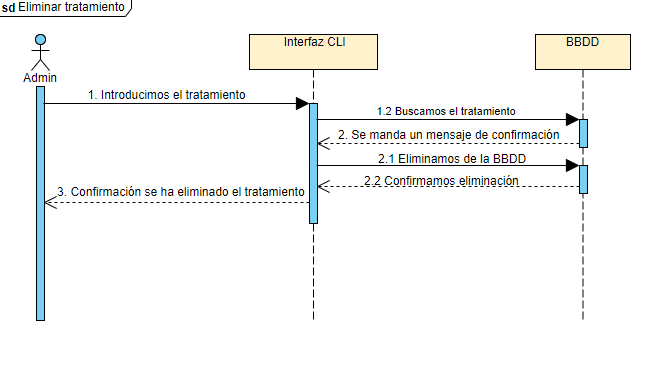 sd Eliminar tratamiento
Interfaz CLI
BBDD
Admin
1. Introducimos el tratamiento
1.2 Buscamos el tratamiento
2. Se manda un mensaje de confirmación
2.1 Eliminamos de la BBDD
2.2 Confirmamos eliminación
3. Confirmación se ha eliminado el tratamiento